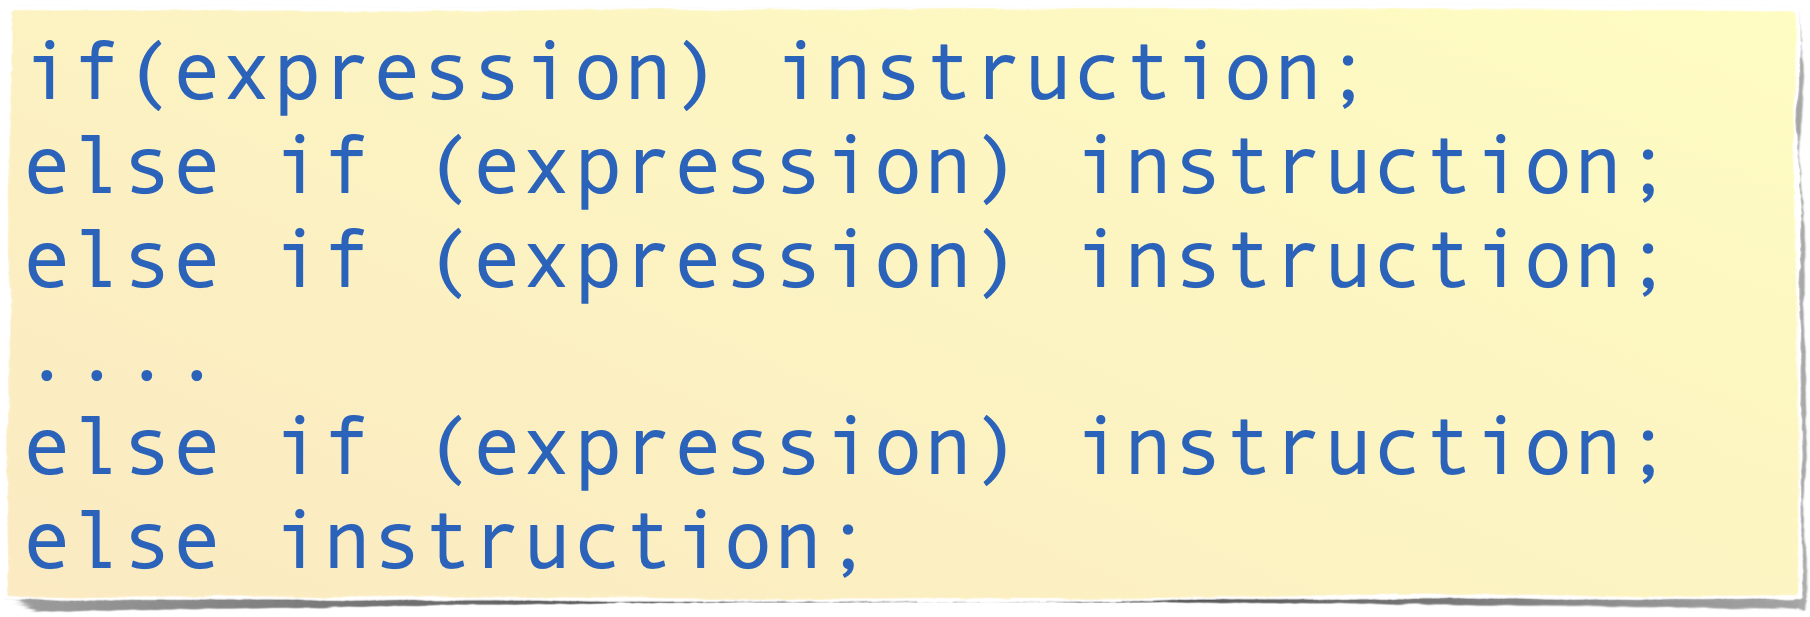 if(expression) instruction;
else if (expression) instruction;
else if (expression) instruction;
....
else if (expression) instruction;
else instruction;